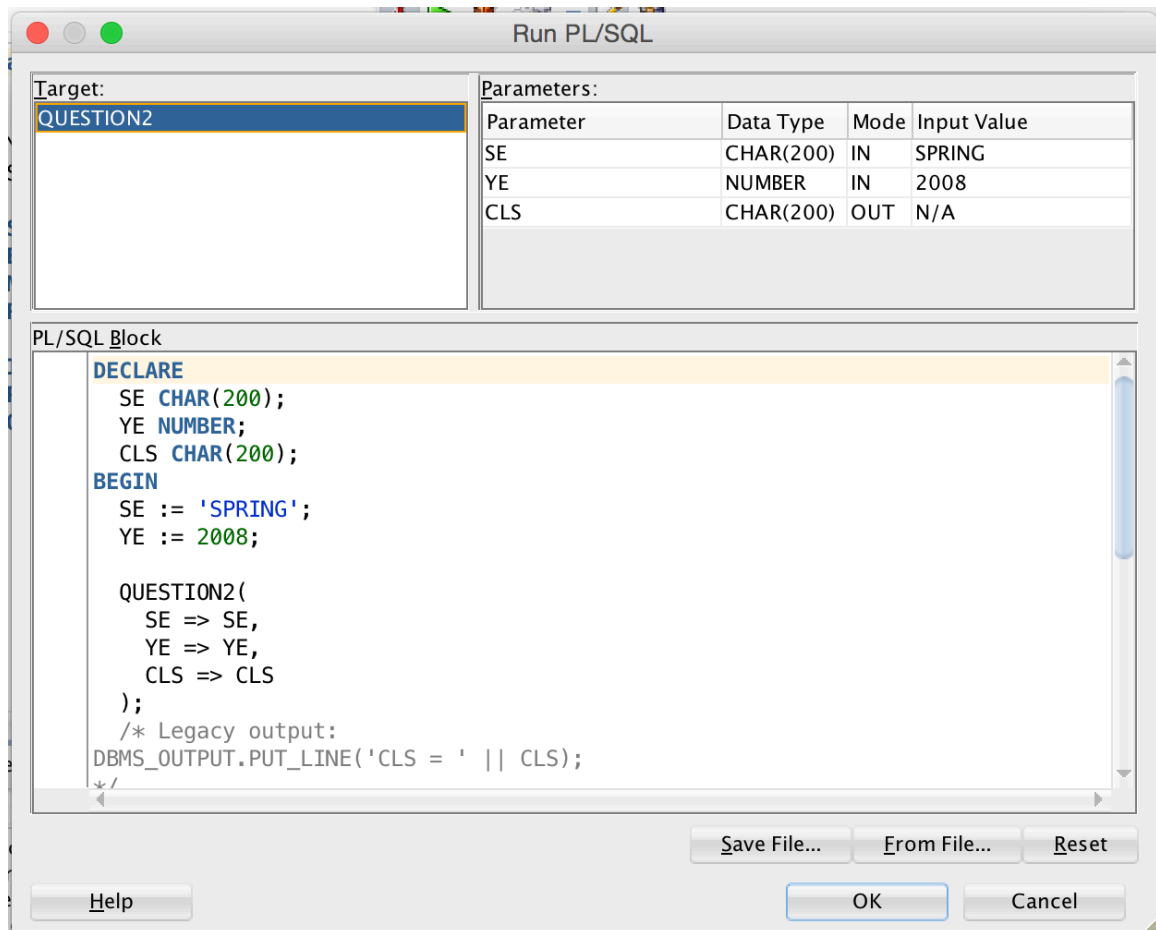 Run PL/SQL
Target:
QUESTION2
Parameters:
Parameter Data Type Mode Input Value
SE CHAR(200) IN SPRING
YE NUMBER IN 2008
CLS CHAR(200) OUT N/A
PL/SQL Block
DECLARE
SE CHAR(200);
YE NUMBER;
CLS CHAR(200);
BEGIN
SE := 'SPRING';
YE := 2008;
QUESTION2(
SE => SE,
YE => YE,
CLS => CLS
);
/* Legacy output:
DBMS_OUTPUT.PUT_LINE('CLS = ' || CLS);
*/
Save File... From File... Reset
Help OK Cancel